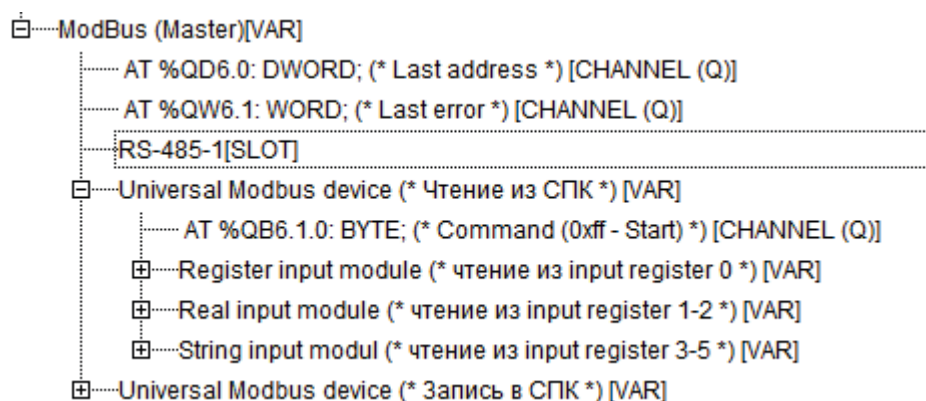 ModBus (Master)[VAR]
AT %QD6.0: DWORD; (* Last address *) [CHANNEL (Q)]
AT %QW6.1: WORD; (* Last error *) [CHANNEL (Q)]
RS-485-1[SLOT]
Universal Modbus device (* Чтение из СПК *) [VAR]
AT %QB6.1.0: BYTE; (* Command (0xff - Start) *) [CHANNEL (Q)]
Register input module (* чтение из input register 0 *) [VAR]
Real input module (* чтение из input register 1-2 *) [VAR]
String input modul (* чтение из input register 3-5 *) [VAR]
Universal Modbus device (* Запись в СПК *) [VAR]